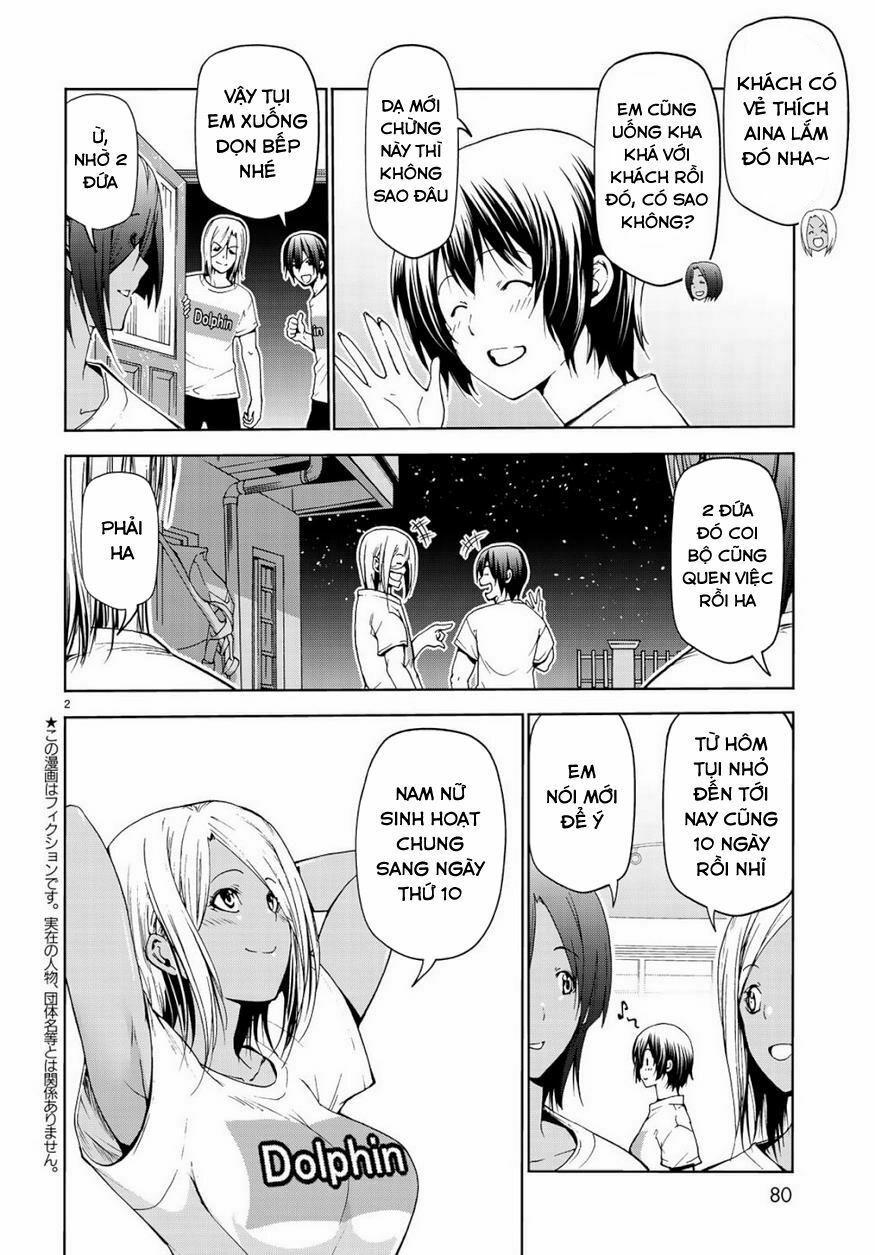 KHÁCH CÓ
VẺ THÍCH
AINA LẮM
ĐÓ NHA~
EM CŨNG
UỐNG KHA
KHÁ VỚI
KHÁCH RỒI
ĐÓ, CÓ SAO
KHÔNG?
DẠ MỚI
CHỪNG
NÀY THÌ
KHÔNG
SAO ĐÂU
VẬY TỤI
EM XUỐNG
DỌN BẾP
NHÉ
Ừ,
NHỜ 2
ĐỨA
Dolphin
Dolphin
2 ĐỨA
ĐÓ COI
BỘ CŨNG
QUEN VIỆC
RỒI HA
PHẢI
HA
TỪ HÔM
TỤI NHỎ
ĐẾN TỚI
NAY CŨNG
10 NGÀY
RỒI NHỈ
EM
NÓI MỚI
ĐỂ Ý
NAM NỮ
SINH HOẠT
CHUNG
SANG NGÀY
THỨ 10
Dolphin
2
★この漫画はフィクションです。実在の人物、団体名等とは関係ありません。
80